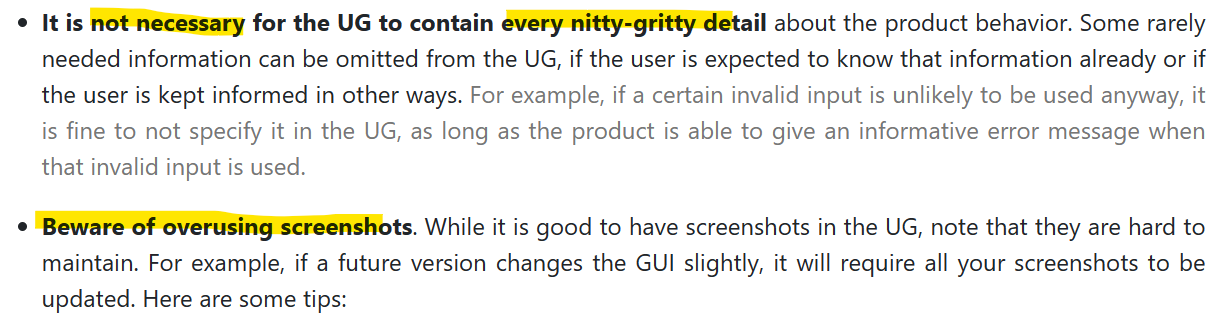 • It is not necessary for the UG to contain every nitty-gritty detail about the product behavior. Some rarely
needed information can be omitted from the UG, if the user is expected to know that information already or if
the user is kept informed in other ways. For example, if a certain invalid input is unlikely to be used anyway, it
is fine to not specify it in the UG, as long as the product is able to give an informative error message when
that invalid input is used.
• Beware of overusing screenshots. While it is good to have screenshots in the UG, note that they are hard to
maintain. For example, if a future version changes the GUI slightly, it will require all your screenshots to be
updated. Here are some tips: